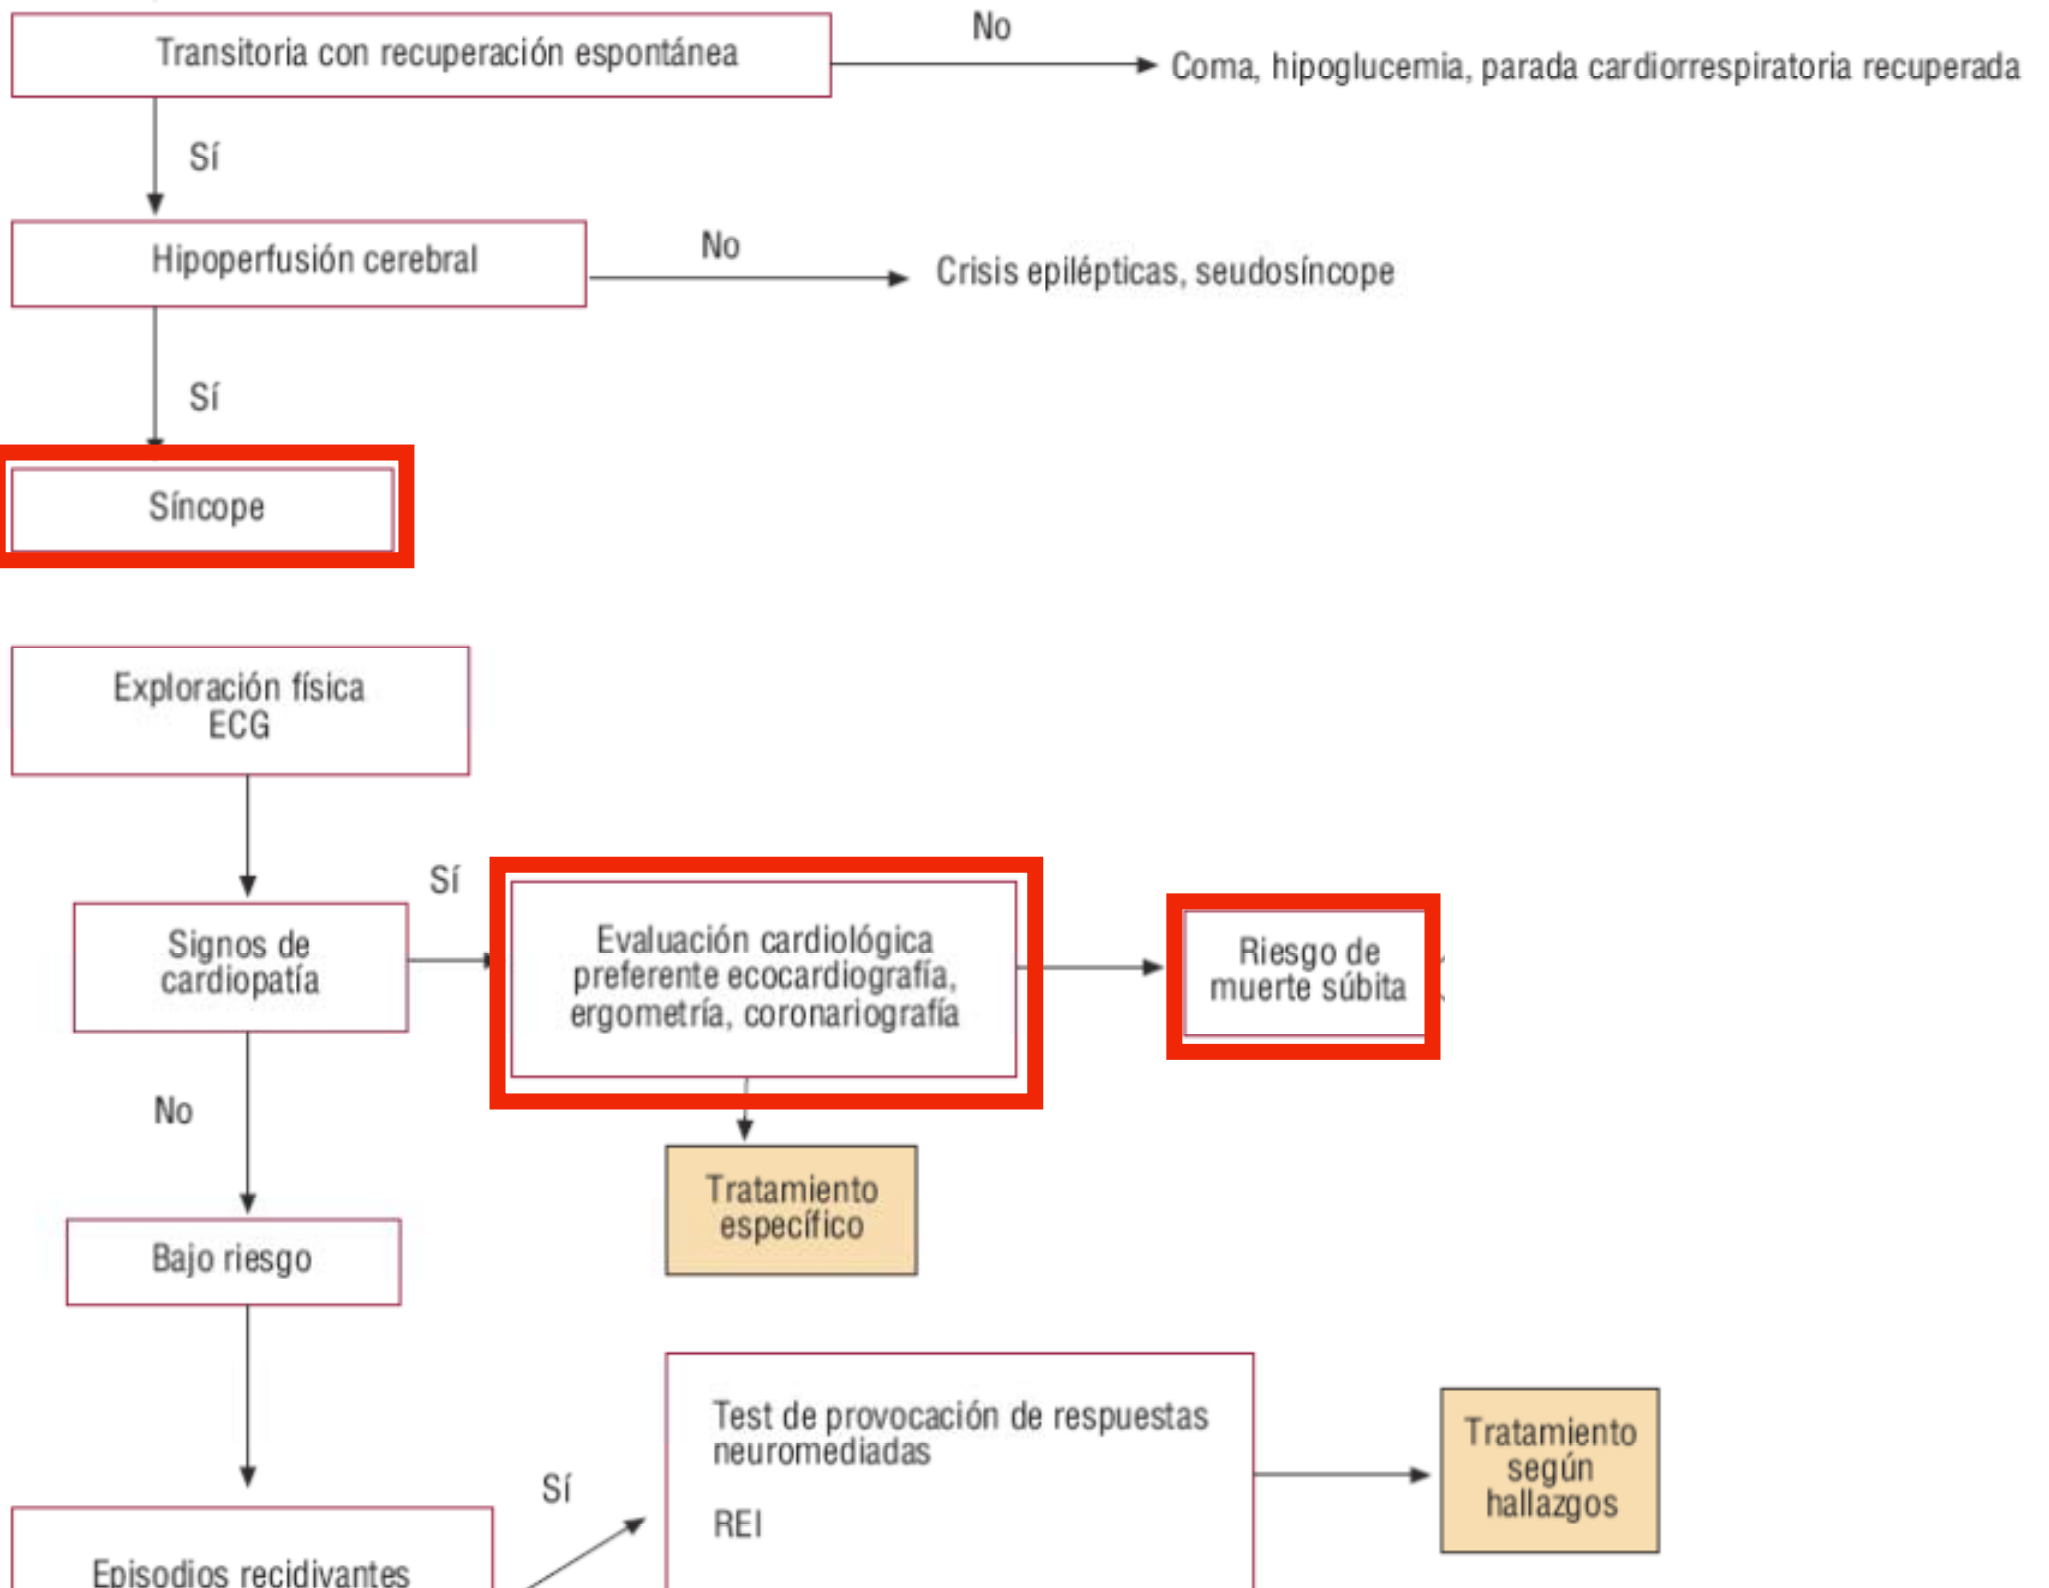 Transitoria con recuperación espontánea
No
Coma, hipoglucemia, parada cardiorrespiratoria recuperada
Sí
Hipoperfusión cerebral
No
Crisis epilépticas, seudosíncope
Sí
Síncope
Exploración física
ECG
Sí
Signos de
cardiopatía
Evaluación cardiológica
preferente ecocardiografía,
ergometría, coronariografía
Riesgo de
muerte súbita
No
Tratamiento
específico
Bajo riesgo
Test de provocación de respuestas
neuromediadas
REI
Tratamiento
según
hallazgos
Sí
Episodios recidivantes